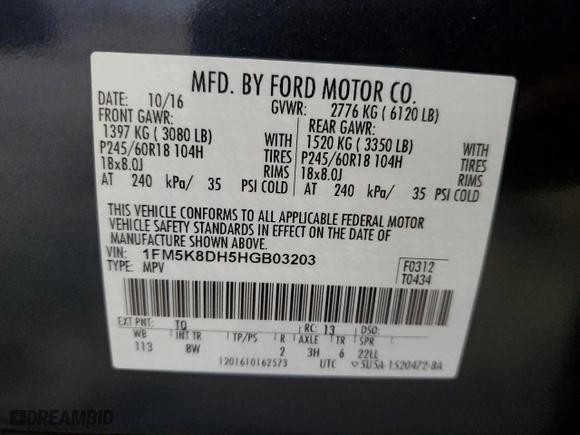 MFD. BY FORD MOTOR CO.
DATE: 10/16 GVWR: 2776 KG ( 6120 LB)
FRONT GAWR: REAR GAWR:
1397 KG ( 3080 LB) WITH 1520 KG ( 3350 LB) WITH
P245/60R18 104H TIRES P245/60R18 104H TIRES
18x8.0J RIMS 18x8.0J RIMS
AT 240 kPa/ 35 PSI COLD AT 240 kPa/ 35 PSI COLD
THIS VEHICLE CONFORMS TO ALL APPLICABLE FEDERAL MOTOR
VEHICLE SAFETY STANDARDS IN EFFECT ON THE DATE OF
MANUFACTURE SHOWN ABOVE.
VIN: 1FM5K8DH5HGB03203 F0312
TYPE: MPV T0434
EXT PNT: TQ RC: 13 DSO:
WB INT TR TP/PS R AXLE TR SPR
113 8W 2 3H 6 22LL
1201610162573 UTC ▽5U5A-1520472-BA
DREAMBID